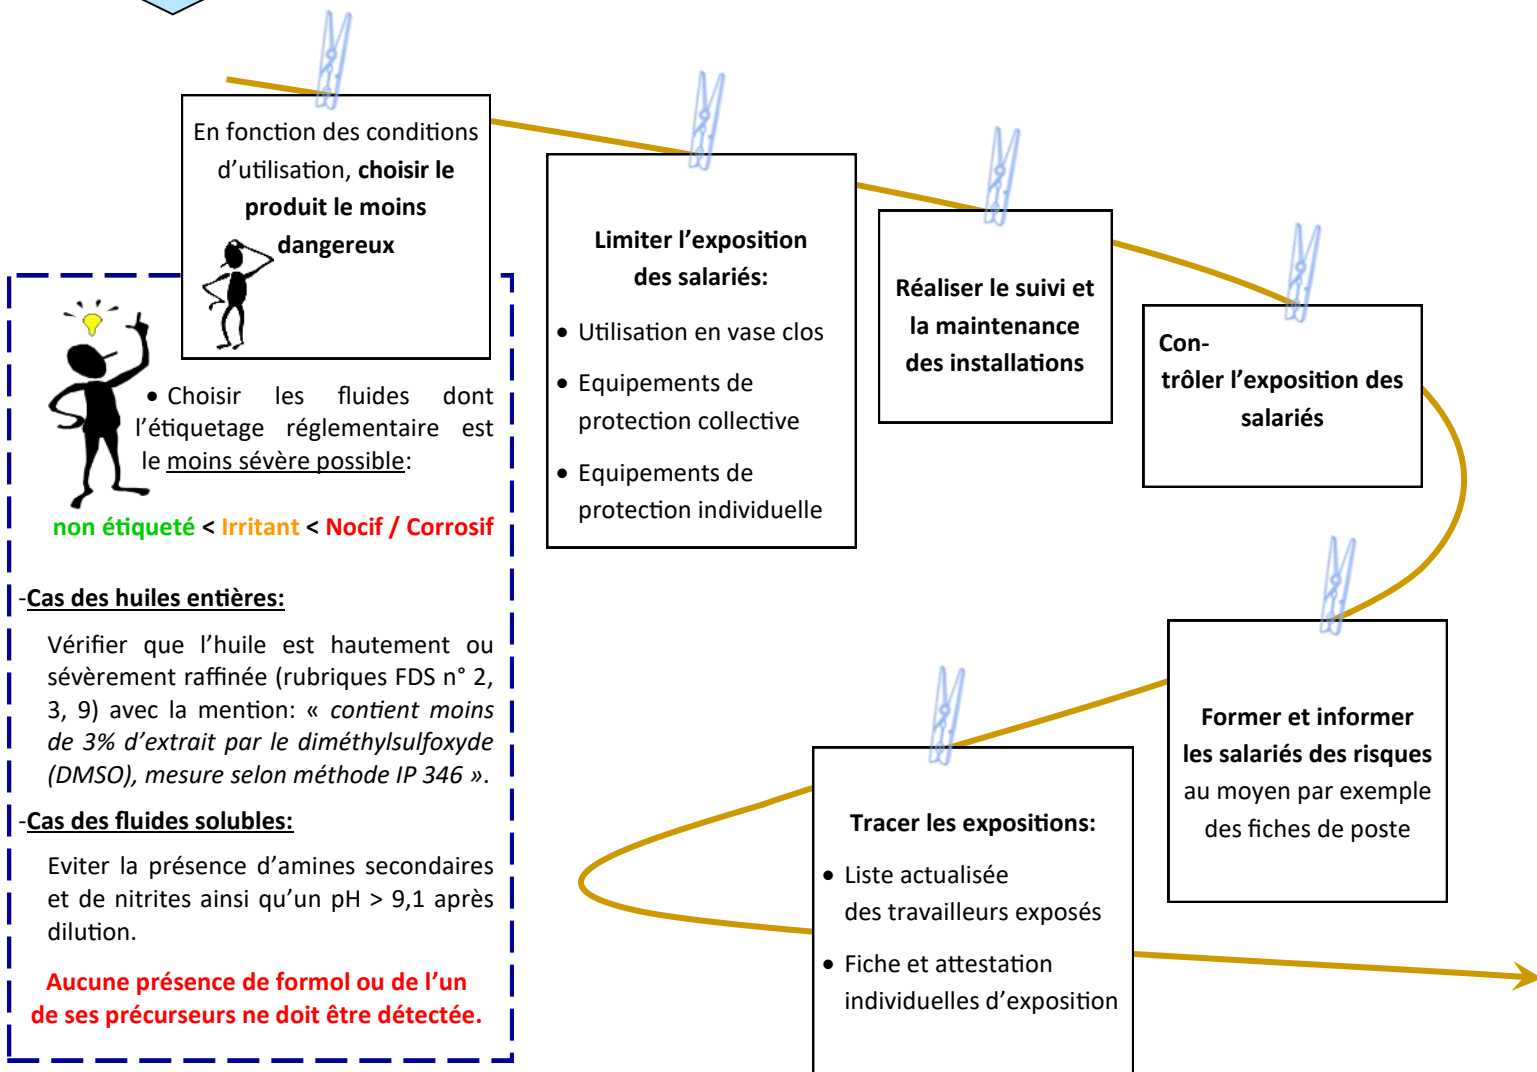 En fonction des conditions
d’utilisation, choisir le
produit le moins
dangereux
• Choisir les fluides dont
l’étiquetage réglementaire est
le moins sévère possible:
non étiqueté < Irritant < Nocif / Corrosif
-Cas des huiles entières:
Vérifier que l’huile est hautement ou
sévèrement raffinée (rubriques FDS n° 2,
3, 9) avec la mention: « contient moins
de 3% d’extrait par le diméthylsulfoxyde
(DMSO), mesure selon méthode IP 346 ».
-Cas des fluides solubles:
Eviter la présence d’amines secondaires
et de nitrites ainsi qu’un pH > 9,1 après
dilution.
Aucune présence de formol ou de l’un
de ses précurseurs ne doit être détectée.
Limiter l’exposition
des salariés:
• Utilisation en vase clos
• Equipements de
protection collective
• Equipements de
protection individuelle
Réaliser le suivi et
la maintenance
des installations
Con-
trôler l’exposition des
salariés
Former et informer
les salariés des risques
au moyen par exemple
des fiches de poste
Tracer les expositions:
• Liste actualisée
des travailleurs exposés
• Fiche et attestation
individuelles d’exposition